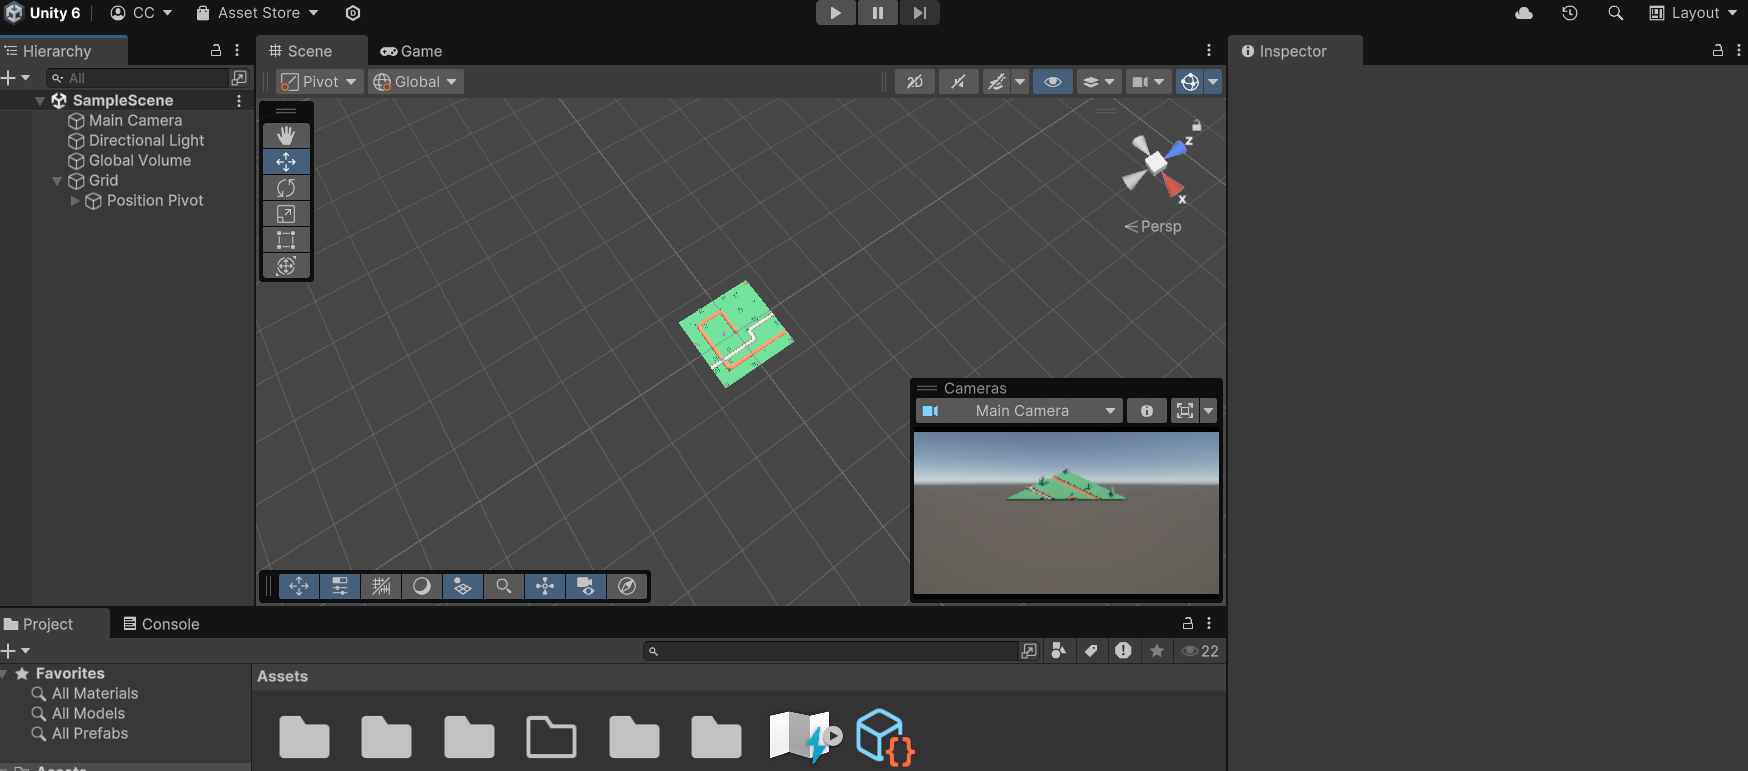 Unity 6 CC Asset Store Layout
Hierarchy
All
SampleScene
Main Camera
Directional Light
Global Volume
Grid
Position Pivot
Scene Game
Pivot Global 2D
z
x
Persp
Cameras
Main Camera
Inspector
Project Console
22
Favorites
All Materials
All Models
All Prefabs
Assets
Assets